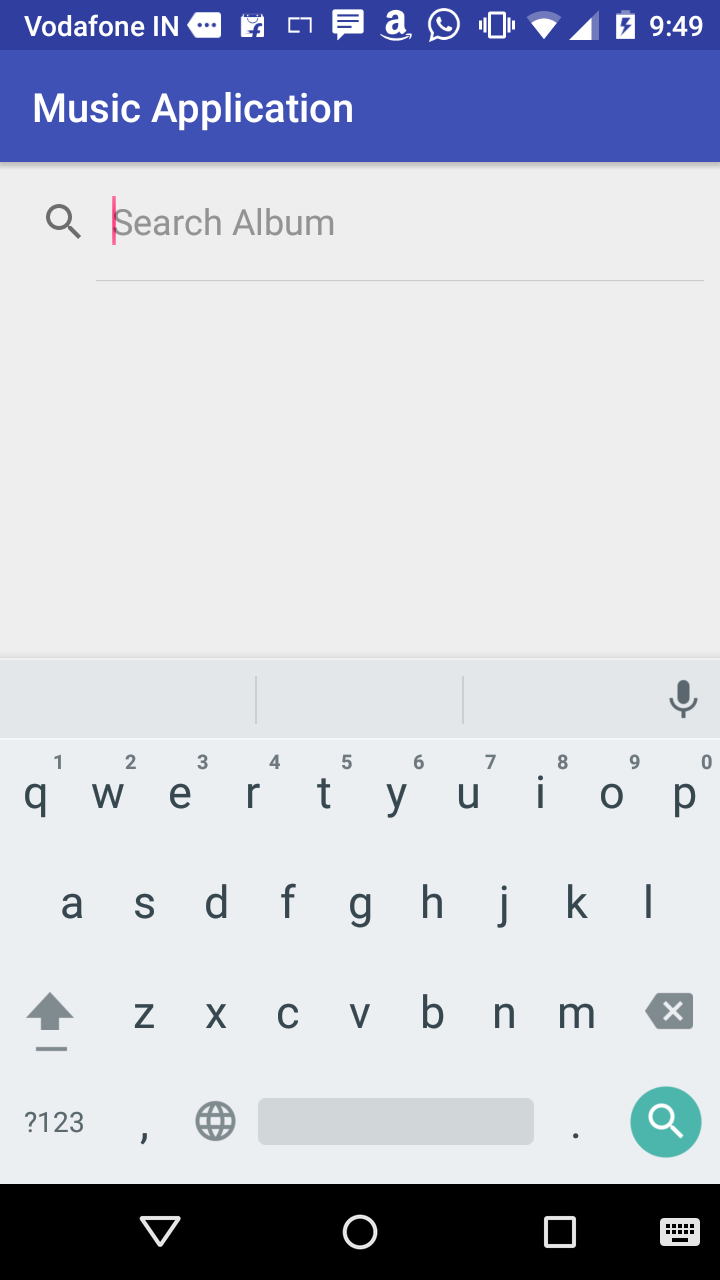 Vodafone IN 9:49
Music Application
Search Album
1 2 3 4 5 6 7 8 9 0
q w e r t y u i o p
a s d f g h j k l
z x c v b n m
?123 , .